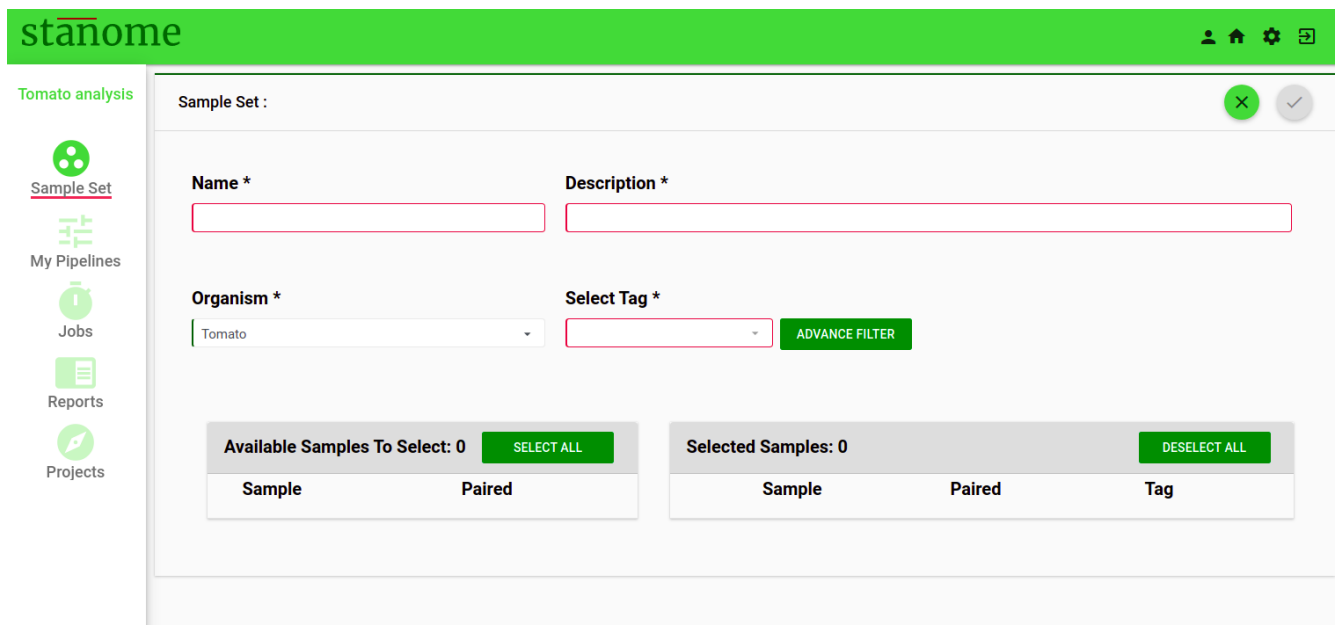 stanome
Tomato analysis
Sample Set :
Sample Set
My Pipelines
Jobs
Reports
Projects
Name * Description *
Organism * Select Tag *
Tomato ADVANCE FILTER
Available Samples To Select: 0 SELECT ALL
Sample Paired
Selected Samples: 0 DESELECT ALL
Sample Paired Tag